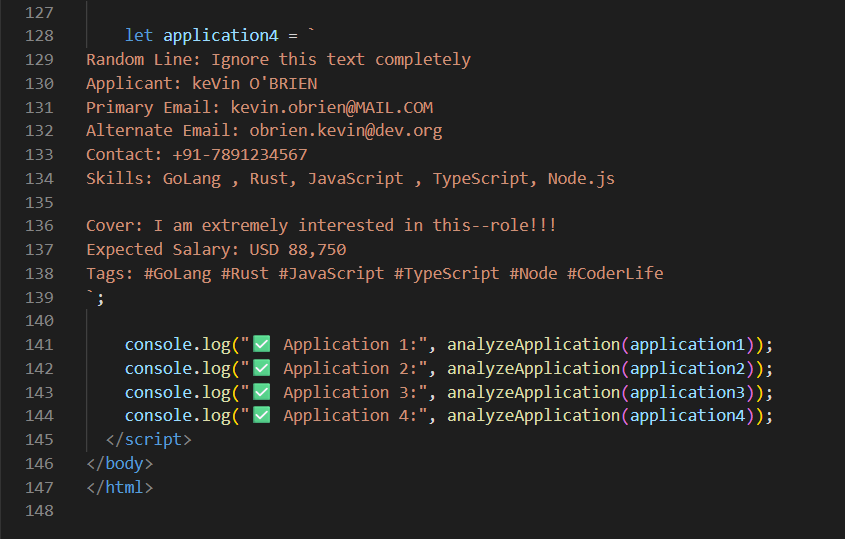 127
128 let application4 = `
129 Random Line: Ignore this text completely
130 Applicant: keVin O'BRIEN
131 Primary Email: kevin.obrien@MAIL.COM
132 Alternate Email: obrien.kevin@dev.org
133 Contact: +91-7891234567
134 Skills: GoLang , Rust, JavaScript , TypeScript, Node.js
135
136 Cover: I am extremely interested in this--role!!!
137 Expected Salary: USD 88,750
138 Tags: #GoLang #Rust #JavaScript #TypeScript #Node #CoderLife
139 `;
140
141 console.log("✅ Application 1:", analyzeApplication(application1));
142 console.log("✅ Application 2:", analyzeApplication(application2));
143 console.log("✅ Application 3:", analyzeApplication(application3));
144 console.log("✅ Application 4:", analyzeApplication(application4));
145 </script>
146 </body>
147 </html>
148